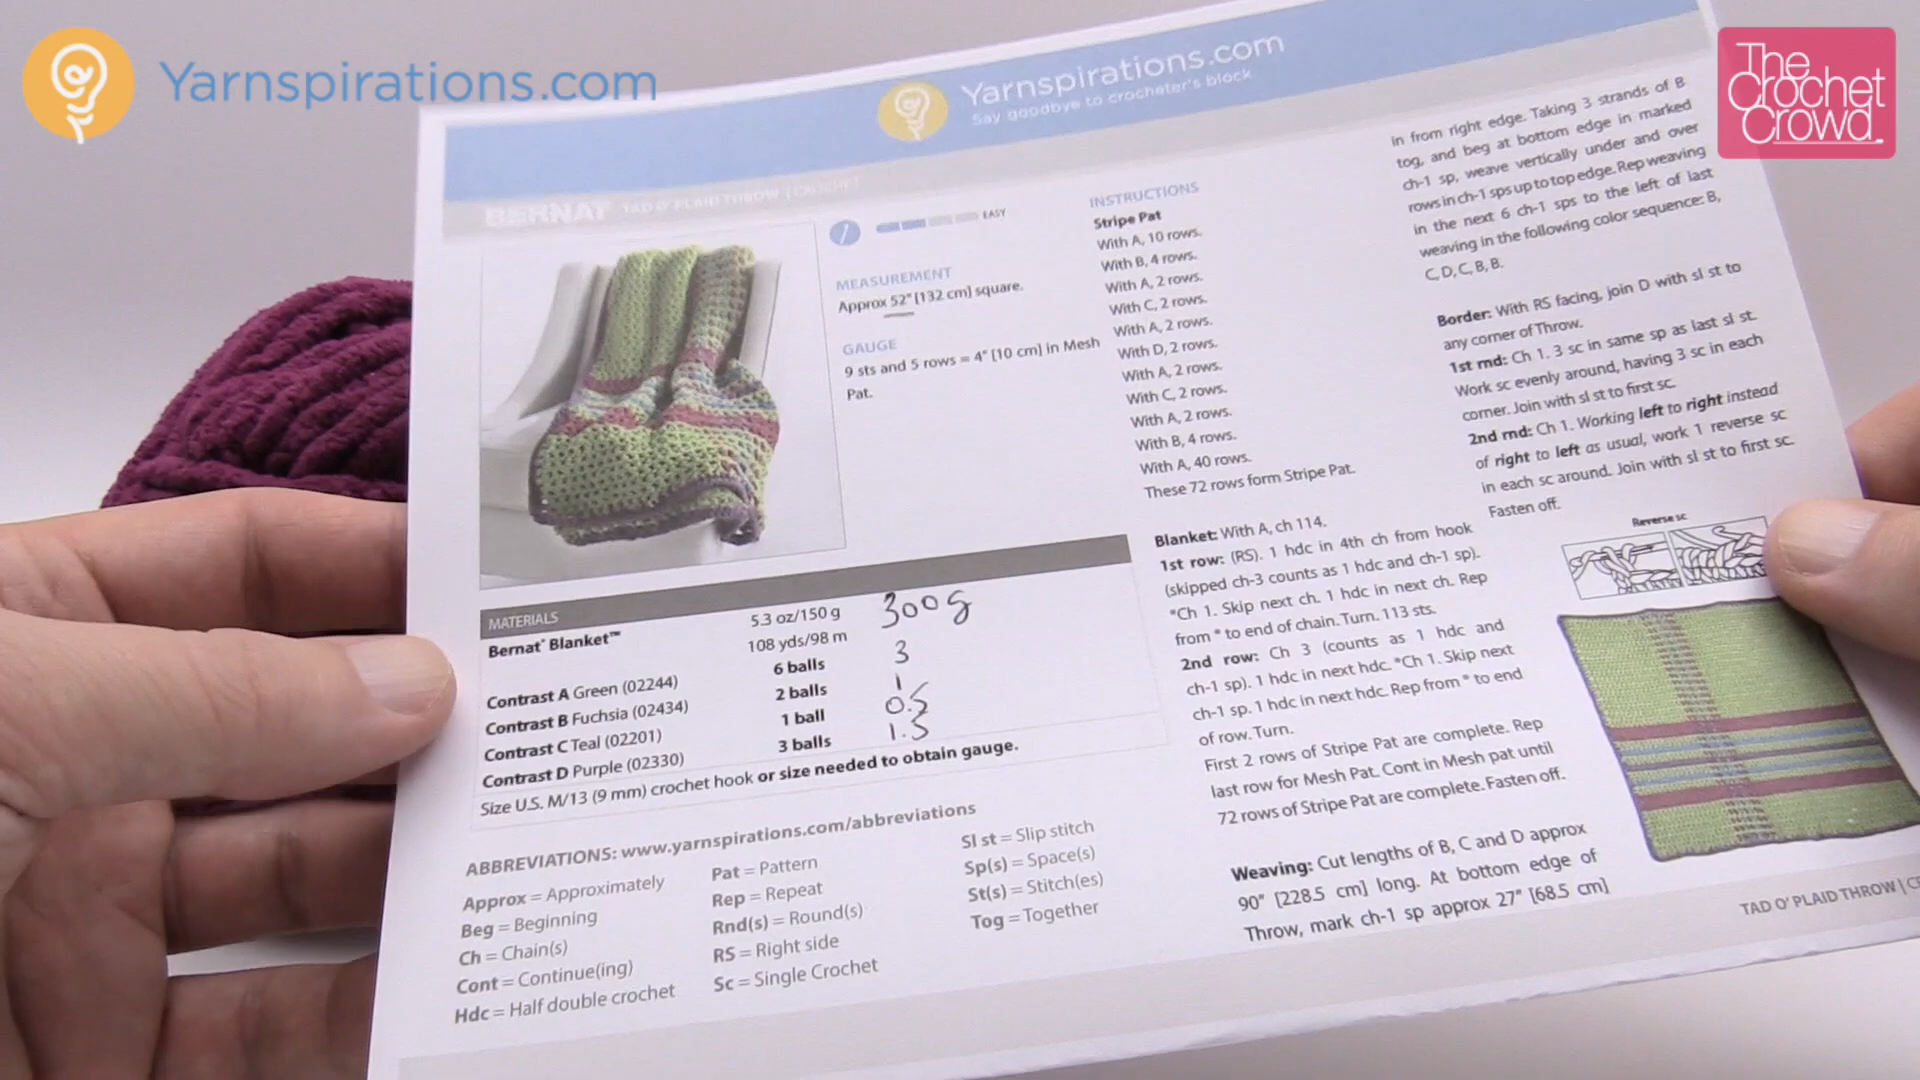 Yarnspirations.com
The
Crochet
Crowd
Yarnspirations.com
Say goodbye to crocheter's block
BERNAT TAD O' PLAID THROW | CROCHET
EASY
MEASUREMENT
Approx 52" [132 cm] square.
GAUGE
9 sts and 5 rows = 4" [10 cm] in Mesh
Pat.
MATERIALS
Bernat® Blanket™ 5.3 oz/150 g 300g
108 yds/98 m
Contrast A Green (02244) 6 balls 3
Contrast B Fuchsia (02434) 2 balls 1
Contrast C Teal (02201) 1 ball 0.5
Contrast D Purple (02330) 3 balls 1.5
Size U.S. M/13 (9 mm) crochet hook or size needed to obtain gauge.
ABBREVIATIONS: www.yarnspirations.com/abbreviations
Approx = Approximately
Beg = Beginning
Ch = Chain(s)
Cont = Continue(ing)
Hdc = Half double crochet
Pat = Pattern
Rep = Repeat
Rnd(s) = Round(s)
RS = Right side
Sc = Single Crochet
Sl st = Slip stitch
Sp(s) = Space(s)
St(s) = Stitch(es)
Tog = Together
INSTRUCTIONS
Stripe Pat
With A, 10 rows.
With B, 4 rows.
With A, 2 rows.
With C, 2 rows.
With A, 2 rows.
With D, 2 rows.
With A, 2 rows.
With C, 2 rows.
With A, 2 rows.
With B, 4 rows.
With A, 40 rows.
These 72 rows form Stripe Pat.
Blanket: With A, ch 114.
1st row: (RS). 1 hdc in 4th ch from hook
(skipped ch-3 counts as 1 hdc and ch-1 sp).
*Ch 1. Skip next ch. 1 hdc in next ch. Rep
from * to end of chain. Turn. 113 sts.
2nd row: Ch 3 (counts as 1 hdc and
ch-1 sp). 1 hdc in next hdc. *Ch 1. Skip next
ch-1 sp. 1 hdc in next hdc. Rep from * to end
of row. Turn.
First 2 rows of Stripe Pat are complete. Rep
last row for Mesh Pat. Cont in Mesh pat until
72 rows of Stripe Pat are complete. Fasten off.
Weaving: Cut lengths of B, C and D approx
90" [228.5 cm] long. At bottom edge of
Throw, mark ch-1 sp approx 27" [68.5 cm]
in from right edge. Taking 3 strands of B
tog, and beg at bottom edge in marked
ch-1 sp, weave vertically under and over
rows in ch-1 sps up to top edge. Rep weaving
in the next 6 ch-1 sps to the left of last
weaving in the following color sequence: B,
C, D, C, B, B.
Border: With RS facing, join D with sl st to
any corner of Throw.
1st rnd: Ch 1. 3 sc in same sp as last sl st.
Work sc evenly around, having 3 sc in each
corner. Join with sl st to first sc.
2nd rnd: Ch 1. Working left to right instead
of right to left as usual, work 1 reverse sc
in each sc around. Join with sl st to first sc.
Fasten off.
Reverse sc
TAD O' PLAID THROW |